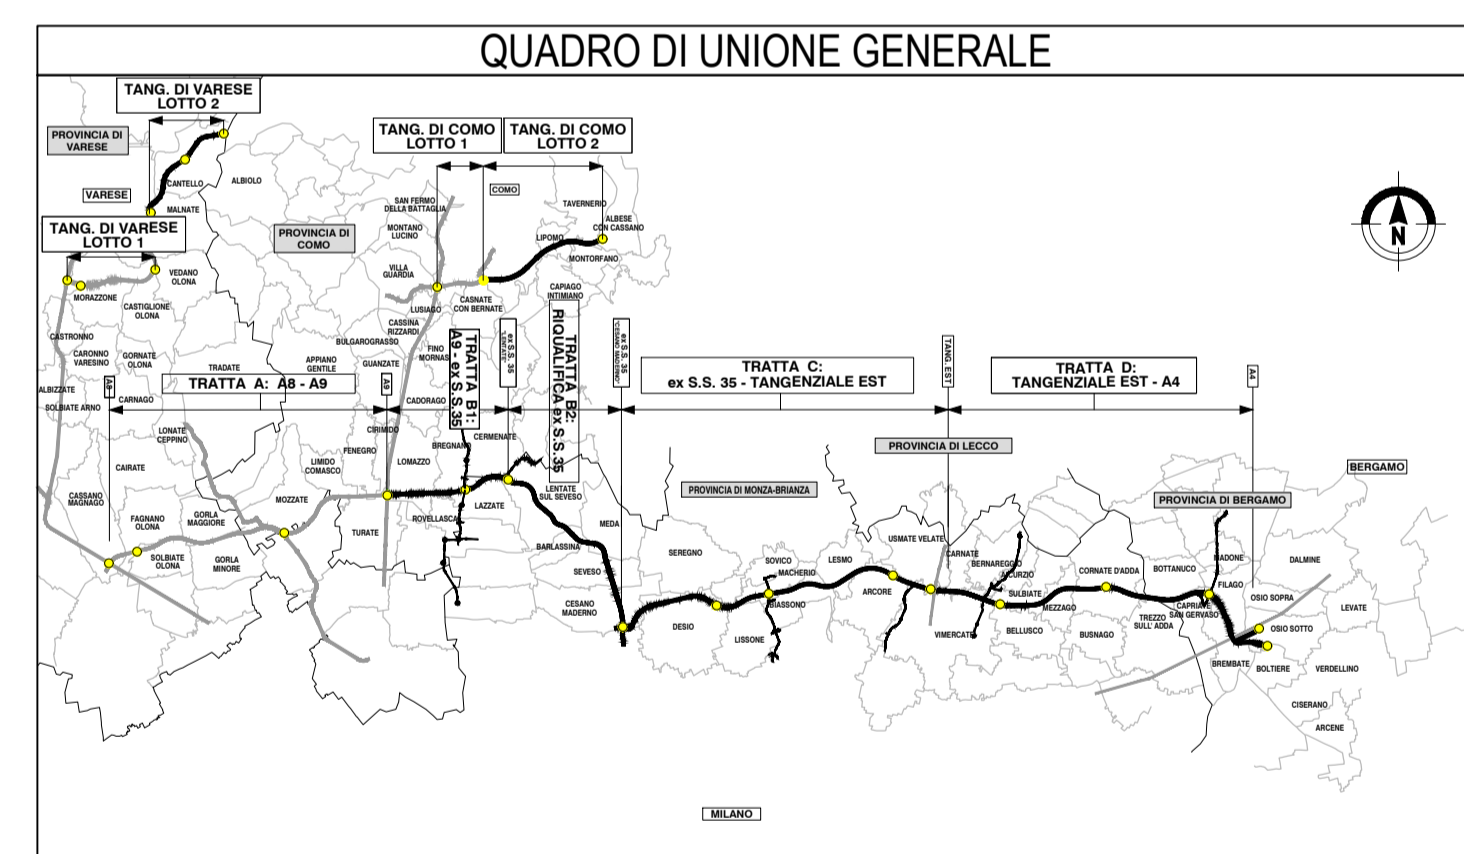 QUADRO DI UNIONE GENERALE
TANG. DI VARESE
LOTTO 2
PROVINCIA DI
VARESE
CANTELLO
ALBIOLO
VARESE
MALNATE
TANG. DI VARESE
LOTTO 1
PROVINCIA DI
COMO
VEDANO
OLONA
MORAZZONE
CASTIGLIONE
OLONA
TANG. DI COMO
LOTTO 1
TANG. DI COMO
LOTTO 2
COMO
SAN FERMO
DELLA BATTAGLIA
TAVERNERIO
ALBESE
CON CASSANO
MONTANO
LUCINO
LIPOMO
MONTORFANO
VILLA
GUARDIA
CAPIAGO
INTIMIANO
LUSIAGO
CASNATE
CON BERNATE
CASSINA
RIZZARDI
BULGAROGRASSO
FINO
MORNAS
GUANZATE
CASTRONNO
CARONNO
VARESINO
GORNATE
OLONA
TRADATE
APPIANO
GENTILE
ALBIZZATE
SOLBIATE ARNO
CARNAGO
A8
TRATTA A: A8 - A9
A9
TRATTA B1:
A9 - ex S.S.35
ex S.S. 35
"LENTATE"
TRATTA B2:
RIQUALIFICA ex S.S.35
ex S.S. 35
"CESANO MADERNO"
TRATTA C:
ex S.S. 35 - TANGENZIALE EST
TANG. EST
TRATTA D:
TANGENZIALE EST - A4
A4
N
CADORAGO
CIRIMIDO
LONATE
CEPPINO
FENEGRO
BREGNANO
CERMENATE
CAIRATE
LIMIDO
COMASCO
LOMAZZO
PROVINCIA DI LECCO
BERGAMO
PROVINCIA DI MONZA-BRIANZA
PROVINCIA DI BERGAMO
CASSANO
MAGNAGO
MOZZATE
LAZZATE
LENTATE
SUL SEVESO
FAGNANO
OLONA
GORLA
MAGGIORE
ROVELLASCA
MEDA
SOLBIATE
OLONA
GORLA
MINORE
TURATE
BARLASSINA
SEVESO
CESANO
MADERNO
SEREGNO
SOVICO
MACHERIO
LESMO
USMATE VELATE
CARNATE
BERNAREGGIO
AICURZIO
CORNATE D'ADDA
BOTTANUCO
MADONE
DALMINE
BIASSONO
ARCORE
SULBIATE
MEZZAGO
CAPRIATE
SAN GERVASO
FILAGO
OSIO SOPRA
LEVATE
DESIO
LISSONE
VIMERCATE
BELLUSCO
BUSNAGO
TREZZO
SULL' ADDA
OSIO SOTTO
BREMBATE
BOLTIERE
VERDELLINO
CISERANO
ARCENE
MILANO